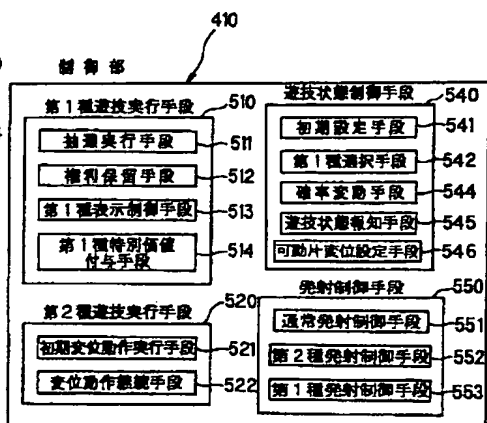 410
制御部
第1種遊技実行手段
510
抽選実行手段
511
権利保留手段
512
第1種表示制御手段
513
第1種特別価値
付与手段
514
第2種遊技実行手段
520
初期変位動作実行手段
521
変位動作継続手段
522
遊技状態制御手段
540
初期設定手段
541
第1種選択手段
542
確率変動手段
544
遊技状態報知手段
545
可動片変位設定手段
546
発射制御手段
550
通常発射制御手段
551
第2種発射制御手段
552
第1種発射制御手段
553